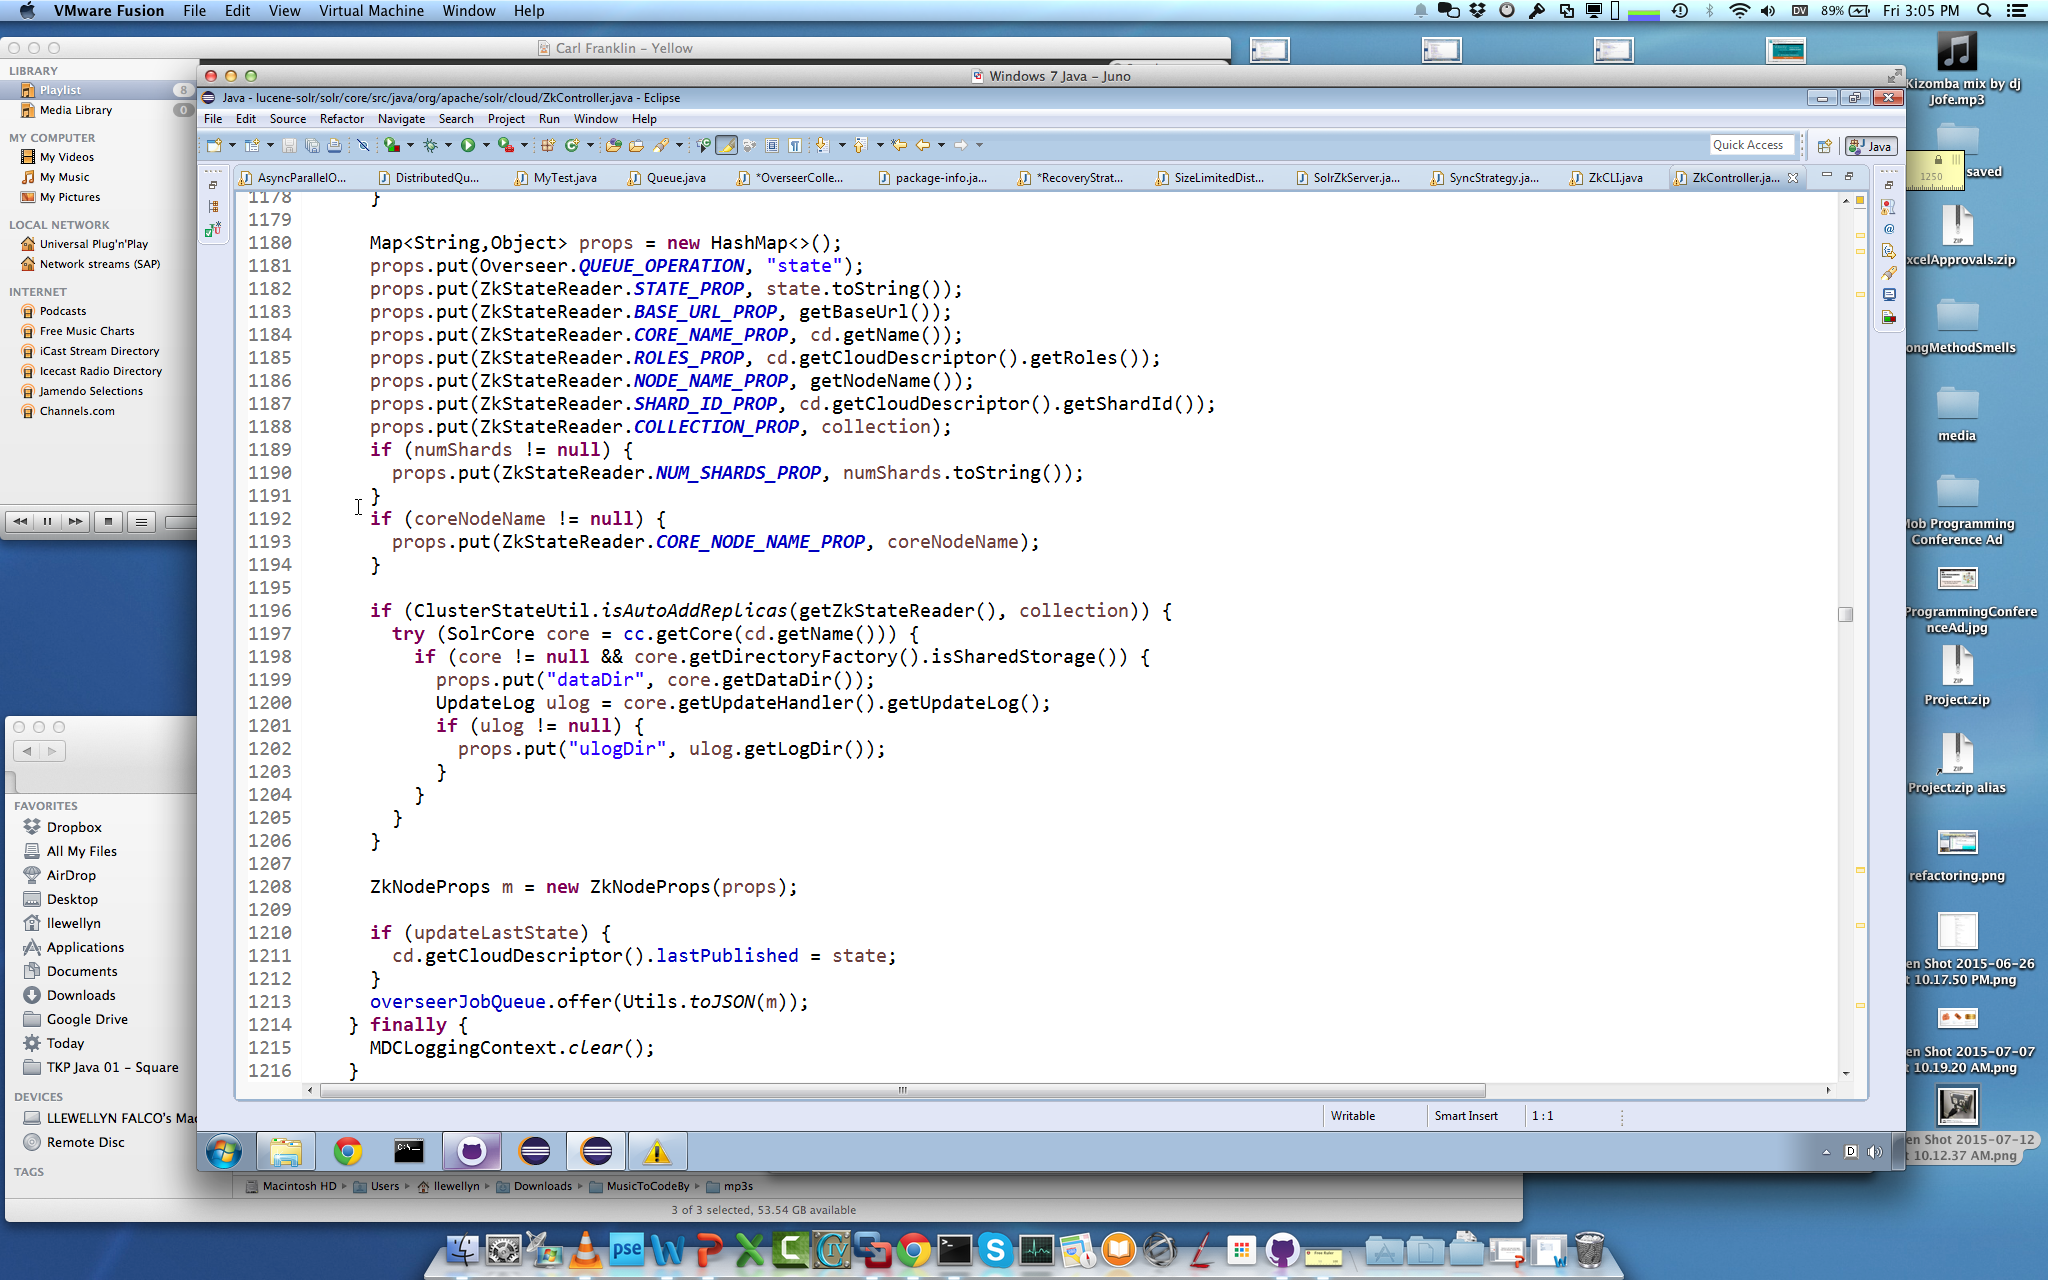 VMware Fusion File Edit View Virtual Machine Window Help
DV 89% Fri 3:05 PM
Carl Franklin – Yellow
LIBRARY
Playlist 8
Media Library 0
MY COMPUTER
My Videos
My Music
My Pictures
LOCAL NETWORK
Universal Plug'n'Play
Network streams (SAP)
INTERNET
Podcasts
Free Music Charts
iCast Stream Directory
Icecast Radio Directory
Jamendo Selections
Channels.com
Windows 7 Java – Juno
Java - lucene-solr/solr/core/src/java/org/apache/solr/cloud/ZkController.java - Eclipse
File Edit Source Refactor Navigate Search Project Run Window Help
Quick Access Java
AsyncParallelO... DistributedQu... MyTest.java Queue.java *OverseerColle... package-info.ja... *RecoveryStrat... SizeLimitedDist... SolrZkServer.ja... SyncStrategy.ja... ZkCLI.java ZkController.ja...
1178 }
1179
1180 Map<String,Object> props = new HashMap<>();
1181 props.put(Overseer.QUEUE_OPERATION, "state");
1182 props.put(ZkStateReader.STATE_PROP, state.toString());
1183 props.put(ZkStateReader.BASE_URL_PROP, getBaseUrl());
1184 props.put(ZkStateReader.CORE_NAME_PROP, cd.getName());
1185 props.put(ZkStateReader.ROLES_PROP, cd.getCloudDescriptor().getRoles());
1186 props.put(ZkStateReader.NODE_NAME_PROP, getNodeName());
1187 props.put(ZkStateReader.SHARD_ID_PROP, cd.getCloudDescriptor().getShardId());
1188 props.put(ZkStateReader.COLLECTION_PROP, collection);
1189 if (numShards != null) {
1190 props.put(ZkStateReader.NUM_SHARDS_PROP, numShards.toString());
1191 }
1192 if (coreNodeName != null) {
1193 props.put(ZkStateReader.CORE_NODE_NAME_PROP, coreNodeName);
1194 }
1195
1196 if (ClusterStateUtil.isAutoAddReplicas(getZkStateReader(), collection)) {
1197 try (SolrCore core = cc.getCore(cd.getName())) {
1198 if (core != null && core.getDirectoryFactory().isSharedStorage()) {
1199 props.put("dataDir", core.getDataDir());
1200 UpdateLog ulog = core.getUpdateHandler().getUpdateLog();
1201 if (ulog != null) {
1202 props.put("ulogDir", ulog.getLogDir());
1203 }
1204 }
1205 }
1206 }
1207
1208 ZkNodeProps m = new ZkNodeProps(props);
1209
1210 if (updateLastState) {
1211 cd.getCloudDescriptor().lastPublished = state;
1212 }
1213 overseerJobQueue.offer(Utils.toJSON(m));
1214 } finally {
1215 MDCLoggingContext.clear();
1216 }
Writable Smart Insert 1 : 1
FAVORITES
Dropbox
All My Files
AirDrop
Desktop
llewellyn
Applications
Documents
Downloads
Google Drive
Today
TKP Java 01 – Square
DEVICES
LLEWELLYN FALCO's Mac
Remote Disc
TAGS
Macintosh HD Users llewellyn Downloads MusicToCodeBy mp3s
3 of 3 selected, 53.54 GB available
Kizomba mix by dj
Jofe.mp3
1250
saved
ZIP
xcelApprovals.zip
ongMethodSmells
media
Mob Programming
Conference Ad
ProgrammingConfere
nceAd.jpg
ZIP
Project.zip
ZIP
Project.zip alias
refactoring.png
en Shot 2015-06-26
t 10.17.50 PM.png
en Shot 2015-07-07
t 10.19.20 AM.png
en Shot 2015-07-12
t 10.12.37 AM.png
D
pse